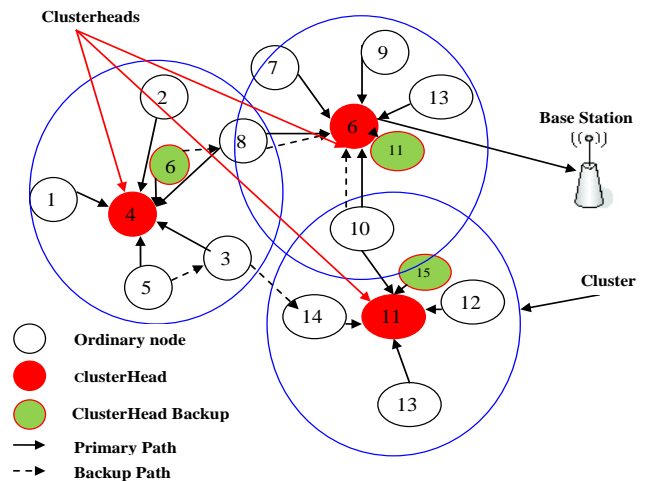 Clusterheads
9
7
2
13
6
8
11
6
Base Station
1
4
10
3
15
5
Cluster
14
11
12
Ordinary node
ClusterHead
13
ClusterHead Backup
Primary Path
Backup Path